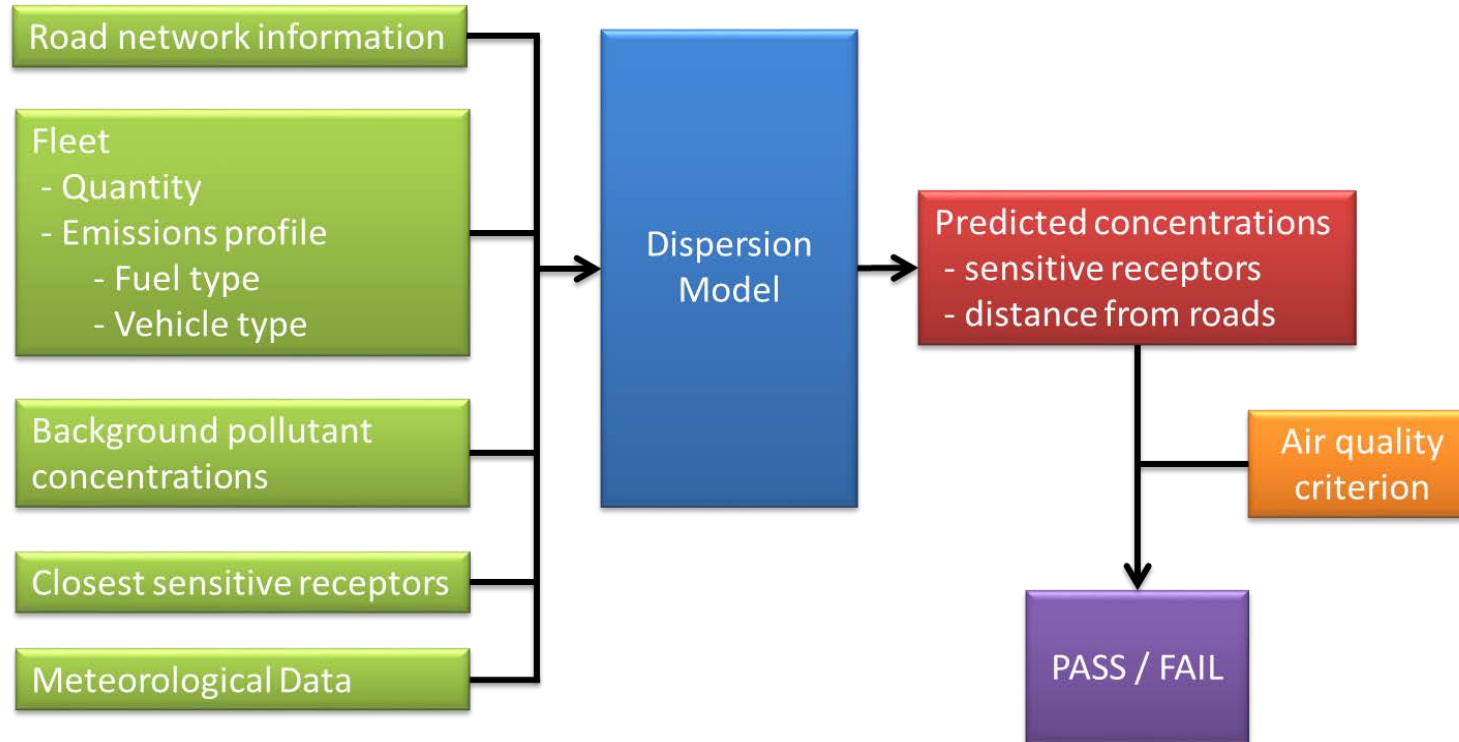 Road network information
Fleet
- Quantity
- Emissions profile
- Fuel type
- Vehicle type
Background pollutant
concentrations
Closest sensitive receptors
Meteorological Data
Dispersion
Model
Predicted concentrations
- sensitive receptors
- distance from roads
Air quality
criterion
PASS / FAIL